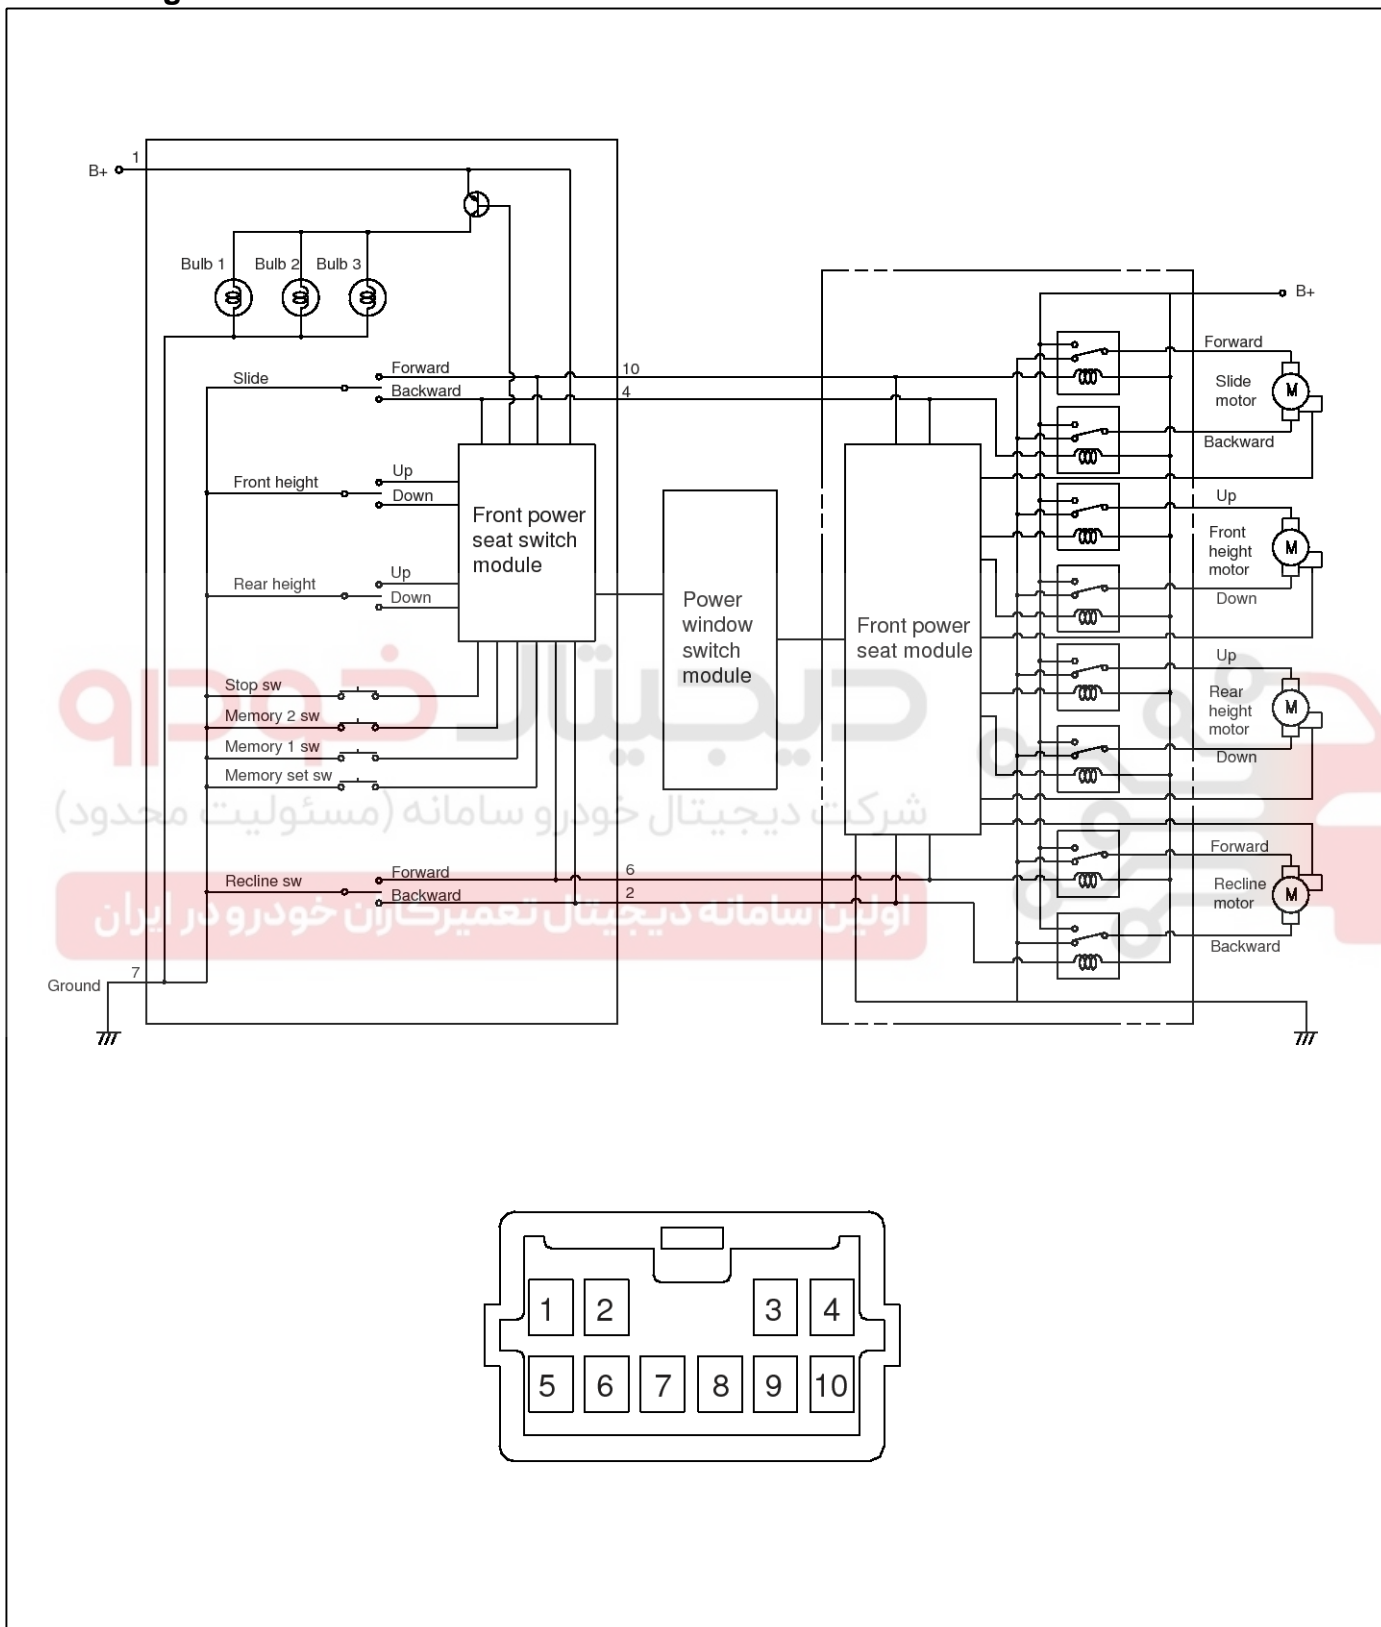 B+
1
Bulb 1
Bulb 2
Bulb 3
Slide
Forward
10
Backward
4
Front height
Up
Down
Front power
seat switch
module
Rear height
Up
Down
Stop sw
Memory 2 sw
Memory 1 sw
Memory set sw
Recline sw
Forward
6
Backward
2
Ground
7
Power
window
switch
module
Front power
seat module
B+
Forward
Slide
motor
M
Backward
Up
Front
height
motor
M
Down
Up
Rear
height
motor
M
Down
Forward
Recline
motor
M
Backward
دیجیتال خودرو
شرکت دیجیتال خودرو سامانه (مسئولیت محدود)
اولین سامانه دیجیتال تعمیرکاران خودرو در ایران
1 2 3 4
5 6 7 8 9 10